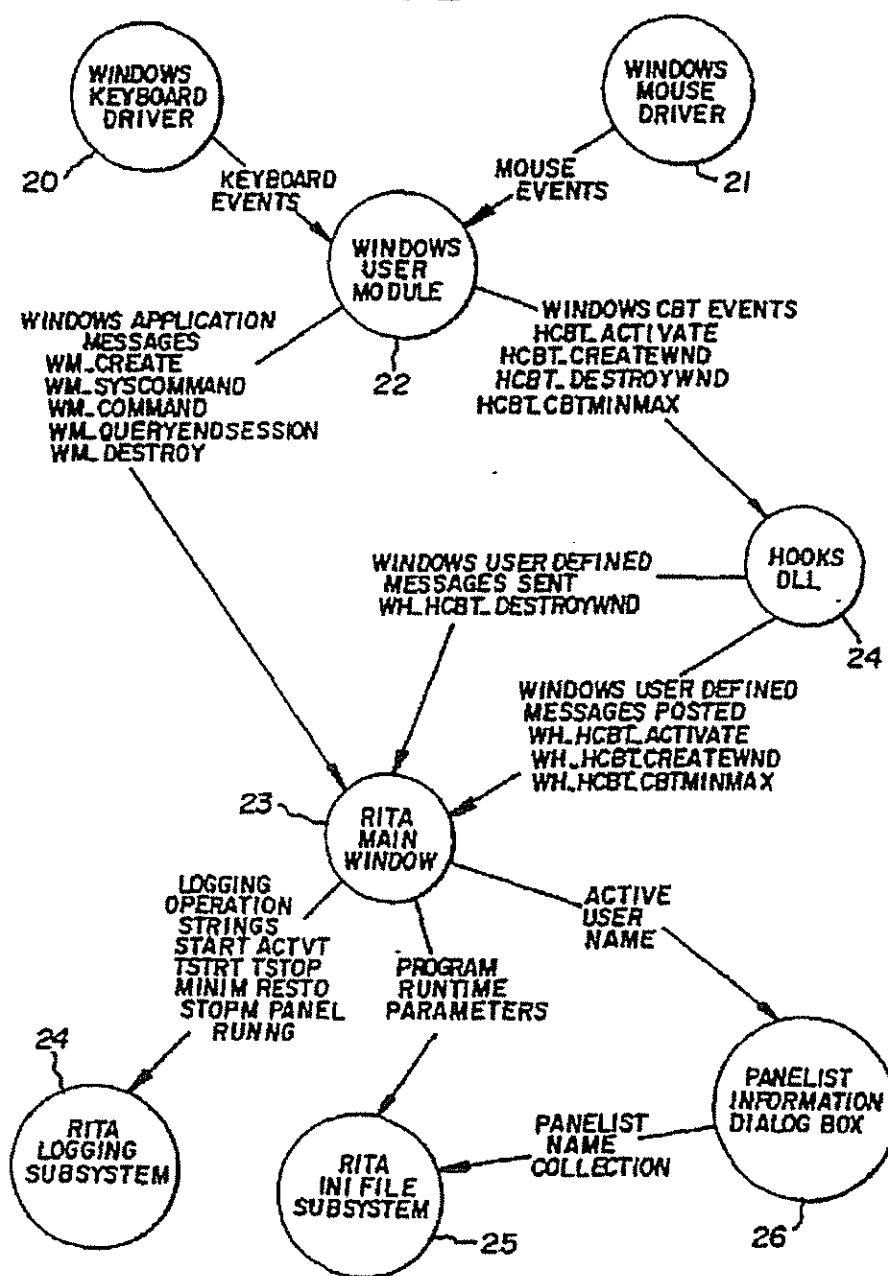 WINDOWS
KEYBOARD
DRIVER
20
WINDOWS
MOUSE
DRIVER
21
KEYBOARD
EVENTS
MOUSE
EVENTS
WINDOWS
USER
MODULE
22
WINDOWS APPLICATION
MESSAGES
WM_CREATE
WM_SYSCOMMAND
WM_COMMAND
WM_QUERYENDSESSION
WM_DESTROY
WINDOWS CBT EVENTS
HCBT_ACTIVATE
HCBT_CREATEWND
HCBT_DESTROYWND
HCBT_CBTMINMAX
HOOKS
DLL
24
WINDOWS USER DEFINED
MESSAGES SENT
WH_HCBT_DESTROYWND
WINDOWS USER DEFINED
MESSAGES POSTED
WH_HCBT_ACTIVATE
WH_HCBT_CREATEWND
WH_HCBT_CBTMINMAX
23
RITA
MAIN
WINDOW
LOGGING
OPERATION
STRINGS
START ACTVT
TSTRT TSTOP
MINIM RESTO
STOPM PANEL
RUNNG
PROGRAM
RUNTIME
PARAMETERS
ACTIVE
USER
NAME
24
RITA
LOGGING
SUBSYSTEM
RITA
INI FILE
SUBSYSTEM
25
PANELIST
NAME
COLLECTION
PANELIST
INFORMATION
DIALOG BOX
26